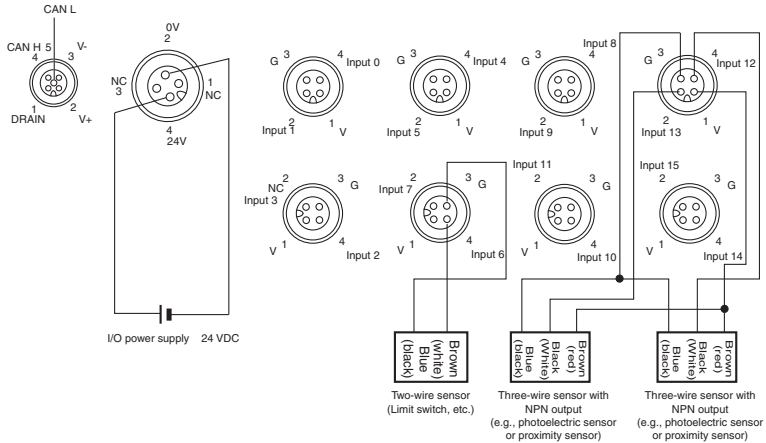 CAN L
CAN H 5
4
3
V-
1
DRAIN
2
V+
0V
2
NC
3
1
NC
4
24V
G 3
4
Input 0
2
Input 1
1
V
G 3
4
Input 4
2
Input 5
1
V
G 3
4
Input 8
2
Input 9
1
V
G 3
4
Input 12
2
Input 13
1
V
NC 2
Input 3
3
G
V 1
4
Input 2
2
Input 7
3
G
V 1
4
Input 6
Input 11
2
3
G
V 1
4
Input 10
Input 15
2
3
G
V 1
4
Input 14
I/O power supply 24 VDC
Brown
(white)
Blue
(black)
Brown
(red)
Black
(White)
Blue
(black)
Brown
(red)
Black
(White)
Blue
(black)
Two-wire sensor
(Limit switch, etc.)
Three-wire sensor with
NPN output
(e.g., photoelectric sensor
or proximity sensor)
Three-wire sensor with
NPN output
(e.g., photoelectric sensor
or proximity sensor)